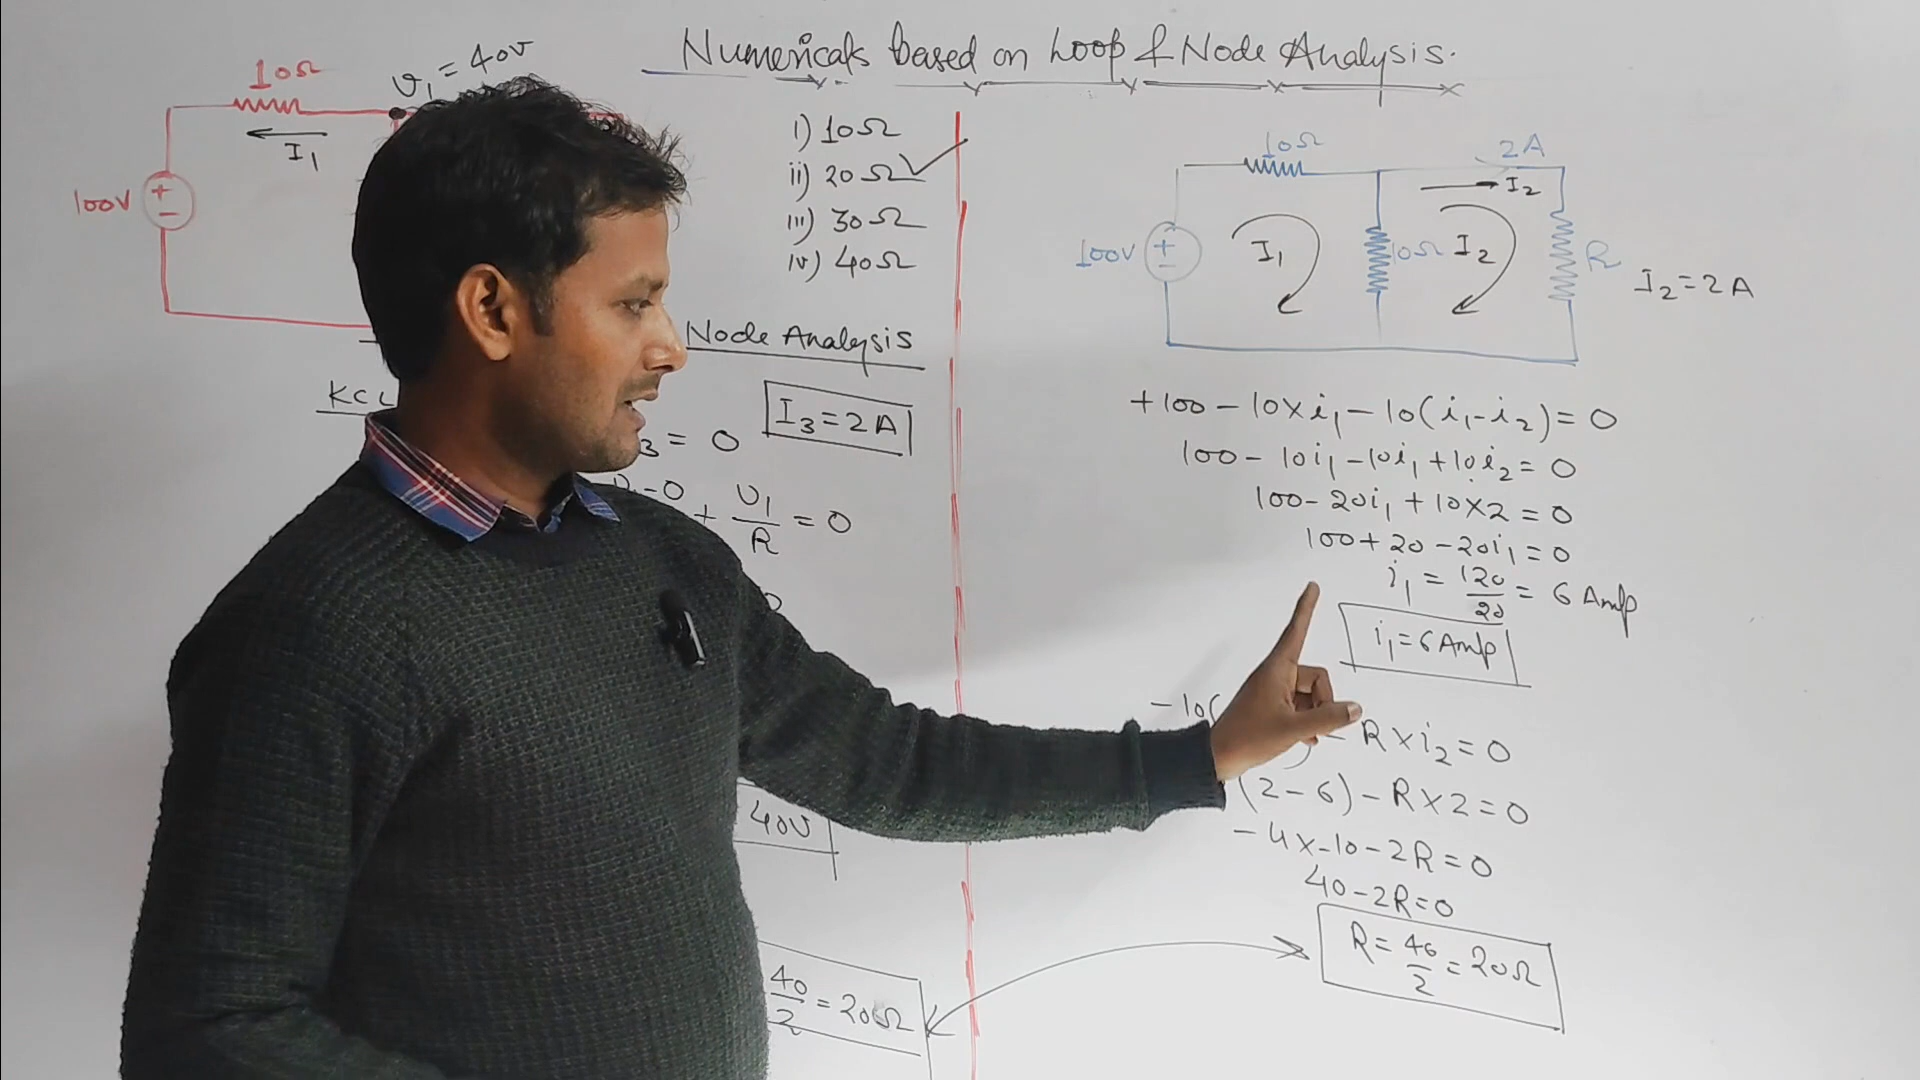 Numericals based on Loop & Node Analysis.
10Ω
V1 = 40V
I1
100V
+
-
i) 10Ω
ii) 20Ω
iii) 30Ω
iv) 40Ω
Node Analysis
KCL
I3 = 2A
3 = 0
-0 + V1/R = 0
40V
40/2 = 20Ω
10Ω
2A
I2
100V
+
-
I1
10Ω
I2
R
I2 = 2A
+100 - 10×i1 - 10(i1-i2) = 0
100 - 10i1 - 10i1 + 10i2 = 0
100 - 20i1 + 10×2 = 0
100 + 20 - 20i1 = 0
i1 = 120/20 = 6 Amp
i1 = 6 Amp
-10( ) - R×i2 = 0
(2-6) - R×2 = 0
-4×-10 - 2R = 0
40 - 2R = 0
R = 40/2 = 20Ω